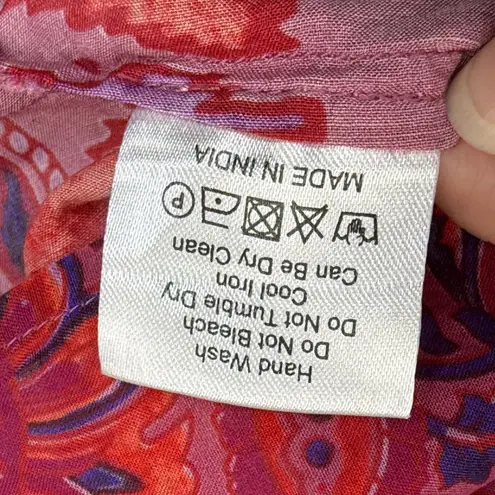 Hand Wash
Do Not Bleach
Do Not Tumble Dry
Cool Iron
Can Be Dry Clean
P
MADE IN INDIA